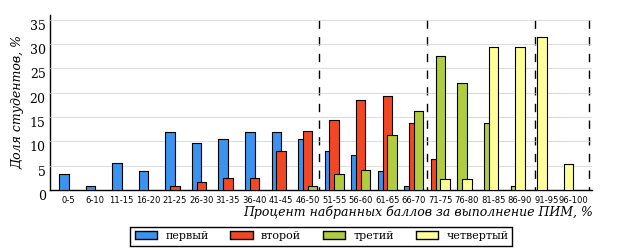 Доля студентов, %
35
30
25
20
15
10
5
0
0-5 6-10 11-15 16-20 21-25 26-30 31-35 36-40 41-45 46-50 51-55 56-60 61-65 66-70 71-75 76-80 81-85 86-90 91-95 96-100
Процент набранных баллов за выполнение ПИМ, %
первый второй третий четвертый